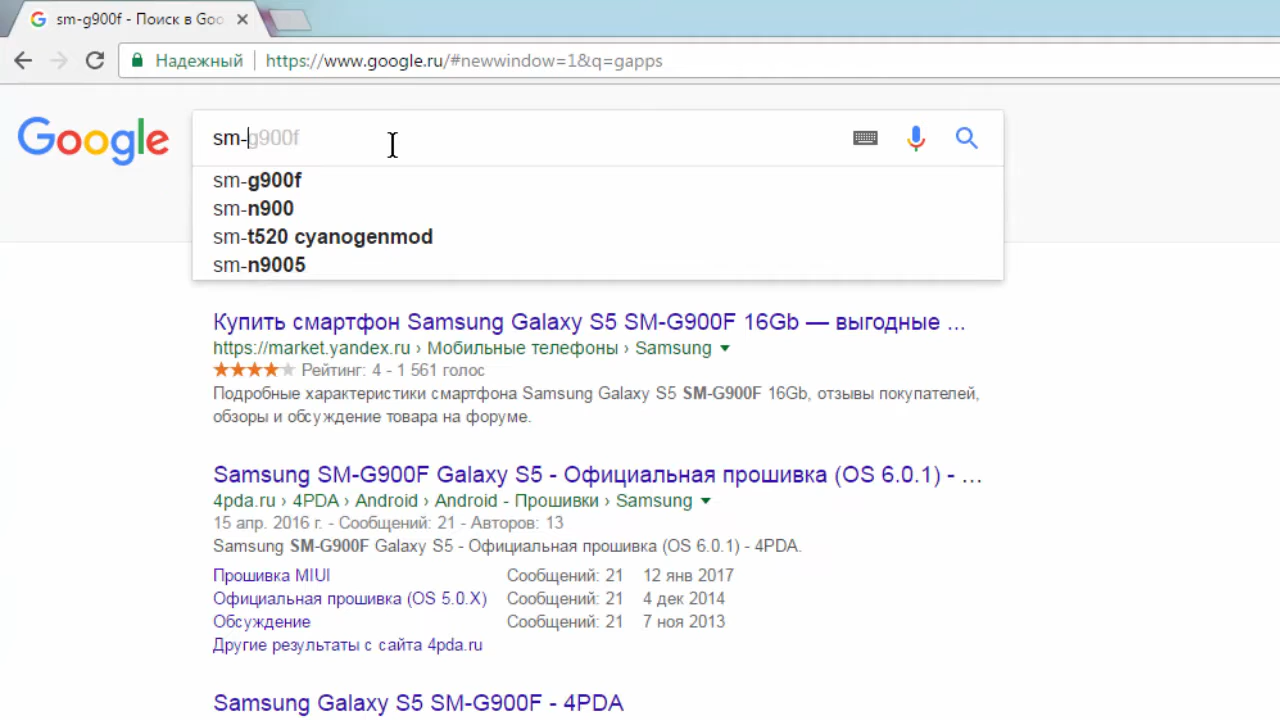 sm-g900f - Поиск в Goo
Надежный https://www.google.ru/#newwindow=1&q=gapps
Google sm-g900f
sm-g900f
sm-n900
sm-t520 cyanogenmod
sm-n9005
Купить смартфон Samsung Galaxy S5 SM-G900F 16Gb — выгодные ...
https://market.yandex.ru › Мобильные телефоны › Samsung
Рейтинг: 4 - 1 561 голос
Подробные характеристики смартфона Samsung Galaxy S5 SM-G900F 16Gb, отзывы покупателей,
обзоры и обсуждение товара на форуме.
Samsung SM-G900F Galaxy S5 - Официальная прошивка (OS 6.0.1) - ...
4pda.ru › 4PDA › Android › Android - Прошивки › Samsung
15 апр. 2016 г. - Сообщений: 21 - Авторов: 13
Samsung SM-G900F Galaxy S5 - Официальная прошивка (OS 6.0.1) - 4PDA.
Прошивка MIUI Сообщений: 21 12 янв 2017
Официальная прошивка (OS 5.0.X) Сообщений: 21 4 дек 2014
Обсуждение Сообщений: 21 7 ноя 2013
Другие результаты с сайта 4pda.ru
Samsung Galaxy S5 SM-G900F - 4PDA